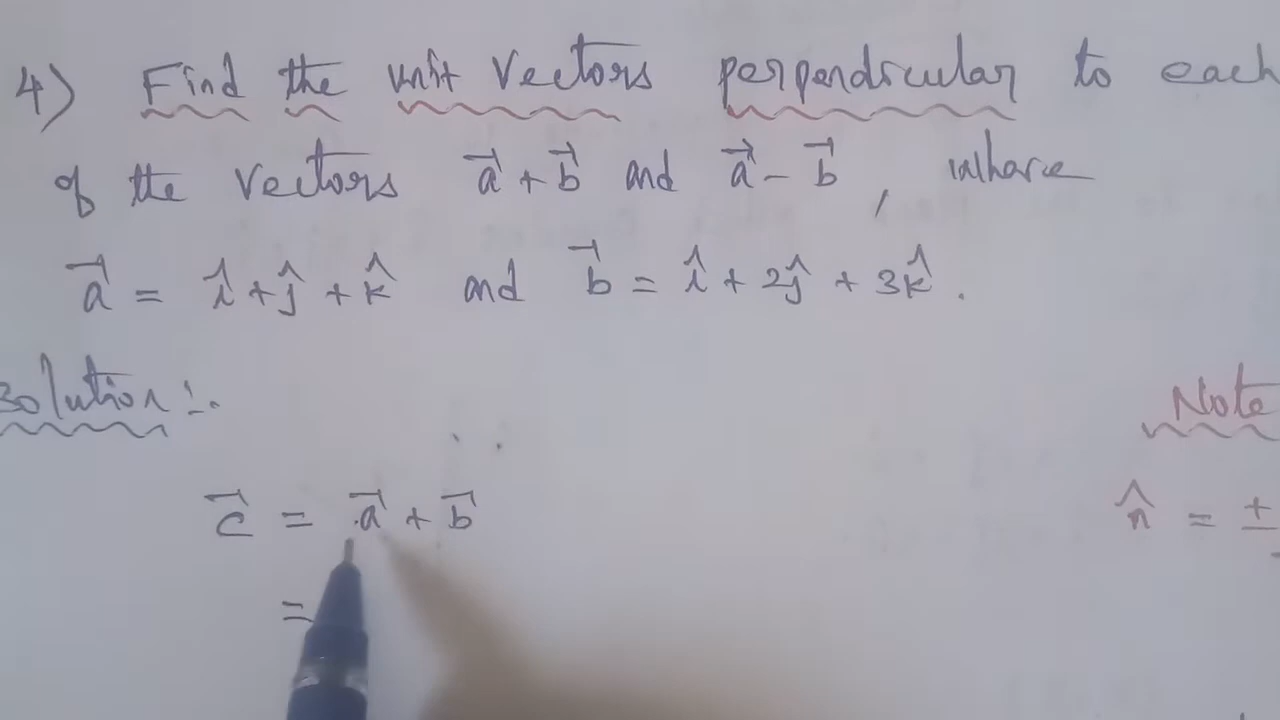 4) Find the unit vectors perpendicular to each
of the vectors a⃗ + b⃗ and a⃗ – b⃗, where
a⃗ = î + ĵ + k̂ and b⃗ = î + 2ĵ + 3k̂.
Solution :-
Note
c⃗ = a⃗ + b⃗
n̂ = ±
=